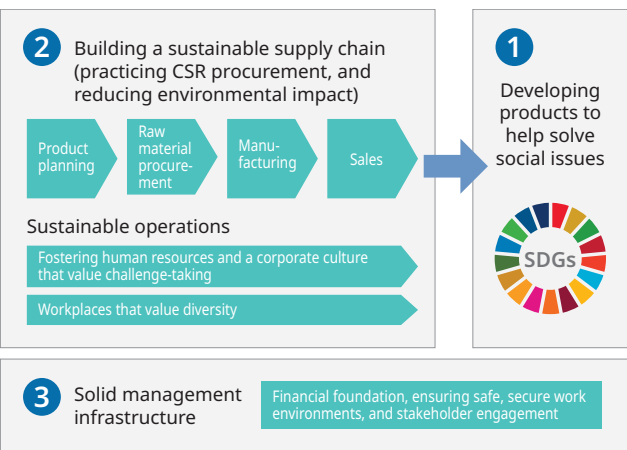 2
Building a sustainable supply chain
(practicing CSR procurement, and
reducing environmental impact)
Product
planning
Raw
material
procure-
ment
Manu-
facturing
Sales
Sustainable operations
Fostering human resources and a corporate culture
that value challenge-taking
Workplaces that value diversity
1
Developing
products to
help solve
social issues
SDGs
3
Solid management
infrastructure
Financial foundation, ensuring safe, secure work
environments, and stakeholder engagement